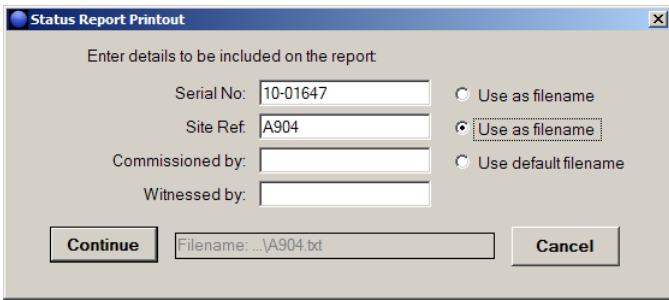 Status Report Printout
Enter details to be included on the report:
Serial No: 10-01647 Use as filename
Site Ref: A904 Use as filename
Commissioned by: Use default filename
Witnessed by:
Continue Filename: ...\A904.txt Cancel